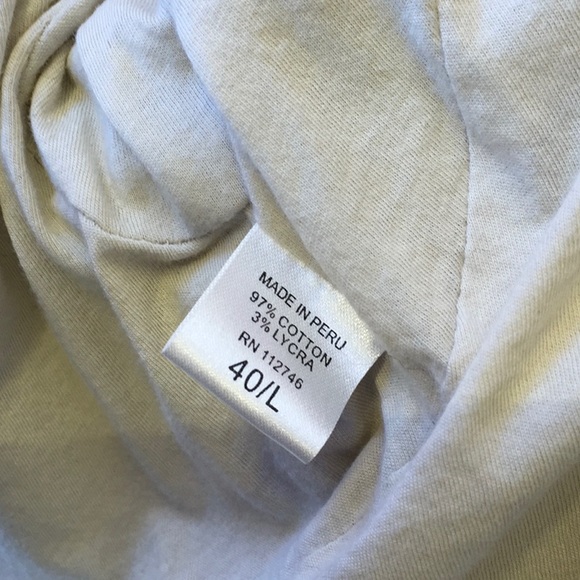 MADE IN PERU
97% COTTON
3% LYCRA
RN 112746
40/L